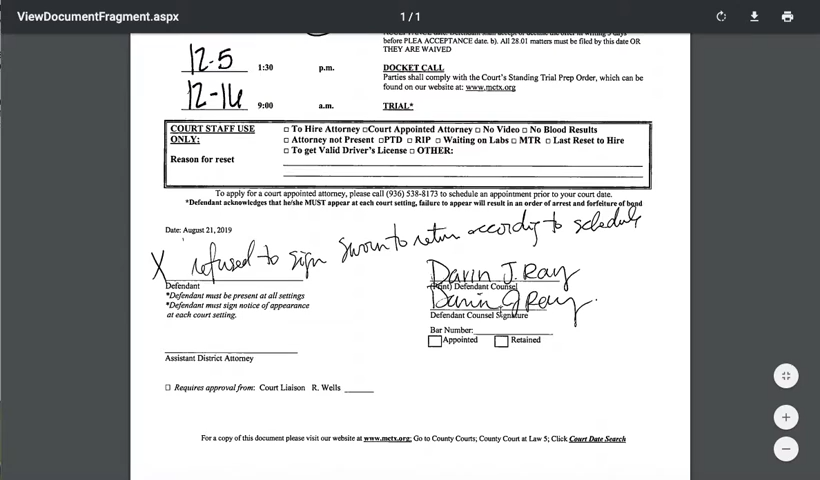 ViewDocumentFragment.aspx
1 / 1
before PLEA ACCEPTANCE date. b). All 28.01 matters must be filed by this date OR
THEY ARE WAIVED
12-5 1:30 p.m. DOCKET CALL
Parties shall comply with the Court's Standing Trial Prep Order, which can be
found on our website at: www.mctx.org
12-16 9:00 a.m. TRIAL*
COURT STAFF USE ONLY:
□ To Hire Attorney □Court Appointed Attorney □ No Video □ No Blood Results
□ Attorney not Present □PTD □ RIP □ Waiting on Labs □ MTR □ Last Reset to Hire
□ To get Valid Driver's License □ OTHER:
Reason for reset
To apply for a court appointed attorney, please call (936) 538-8173 to schedule an appointment prior to your court date.
*Defendant acknowledges that he/she MUST appear at each court setting, failure to appear will result in an order of arrest and forfeiture of bond
Date: August 21, 2019
X refused to sign sworn to return according to schedule
Defendant
*Defendant must be present at all settings
*Defendant must sign notice of appearance
at each court setting.
Darin J. Ray
(Print) Defendant Counsel
Darin J Ray
Defendant Counsel Signature
Bar Number:
□ Appointed □ Retained
Assistant District Attorney
□ Requires approval from: Court Liaison R. Wells
For a copy of this document please visit our website at www.mctx.org: Go to County Courts; County Court at Law 5; Click Court Date Search